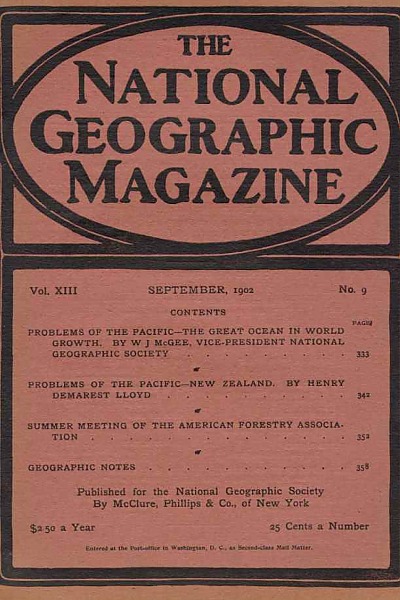 THE
NATIONAL
GEOGRAPHIC
MAGAZINE
Vol. XIII SEPTEMBER, 1902 No. 9
CONTENTS
PAGE
PROBLEMS OF THE PACIFIC—THE GREAT OCEAN IN WORLD
GROWTH. BY W J McGEE, VICE-PRESIDENT NATIONAL
GEOGRAPHIC SOCIETY . . . . . . . . 333
PROBLEMS OF THE PACIFIC—NEW ZEALAND. BY HENRY
DEMAREST LLOYD . . . . . . . . . 342
SUMMER MEETING OF THE AMERICAN FORESTRY ASSOCIA-
TION . . . . . . . . . . . . . 352
GEOGRAPHIC NOTES . . . . . . . . . 358
Published for the National Geographic Society
By McClure, Phillips & Co., of New York
$2.50 a Year 25 Cents a Number
Entered at the Post-office in Washington, D. C., as Second-class Mail Matter.